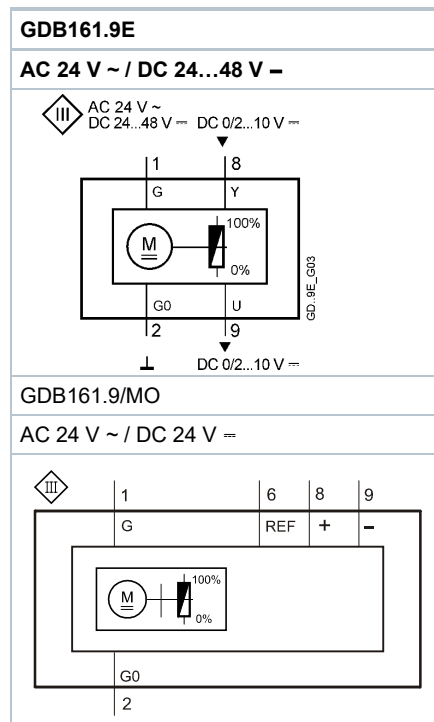 GDB161.9E
AC 24 V ~ / DC 24…48 V ⎓
III
AC 24 V ~
DC 24...48 V ⎓ DC 0/2...10 V ⎓
1 8
G Y
100%
M
0%
G0 U
2 9
DC 0/2...10 V ⎓
GD..9E_G03
GDB161.9/MO
AC 24 V ~ / DC 24 V ⎓
III
1 6 8 9
G REF + -
100%
M
0%
G0
2